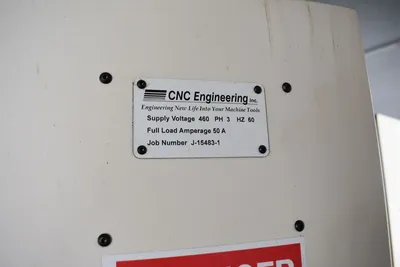 CNC Engineering Inc.
Engineering New Life Into Your Machine Tools
Supply Voltage 460 PH 3 HZ 60
Full Load Amperage 50 A
Job Number J-15483-1